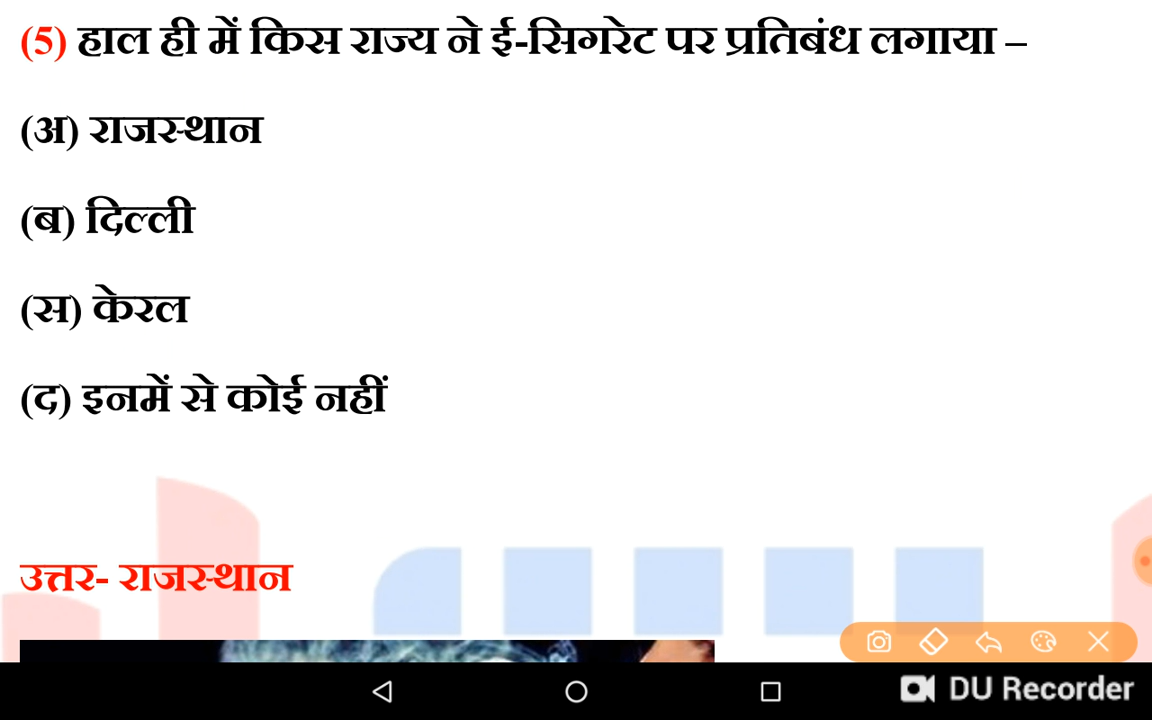 (5) हाल ही में किस राज्य ने ई-सिगरेट पर प्रतिबंध लगाया –
(अ) राजस्थान
(ब) दिल्ली
(स) केरल
(द) इनमें से कोई नहीं
उत्तर- राजस्थान
DU Recorder